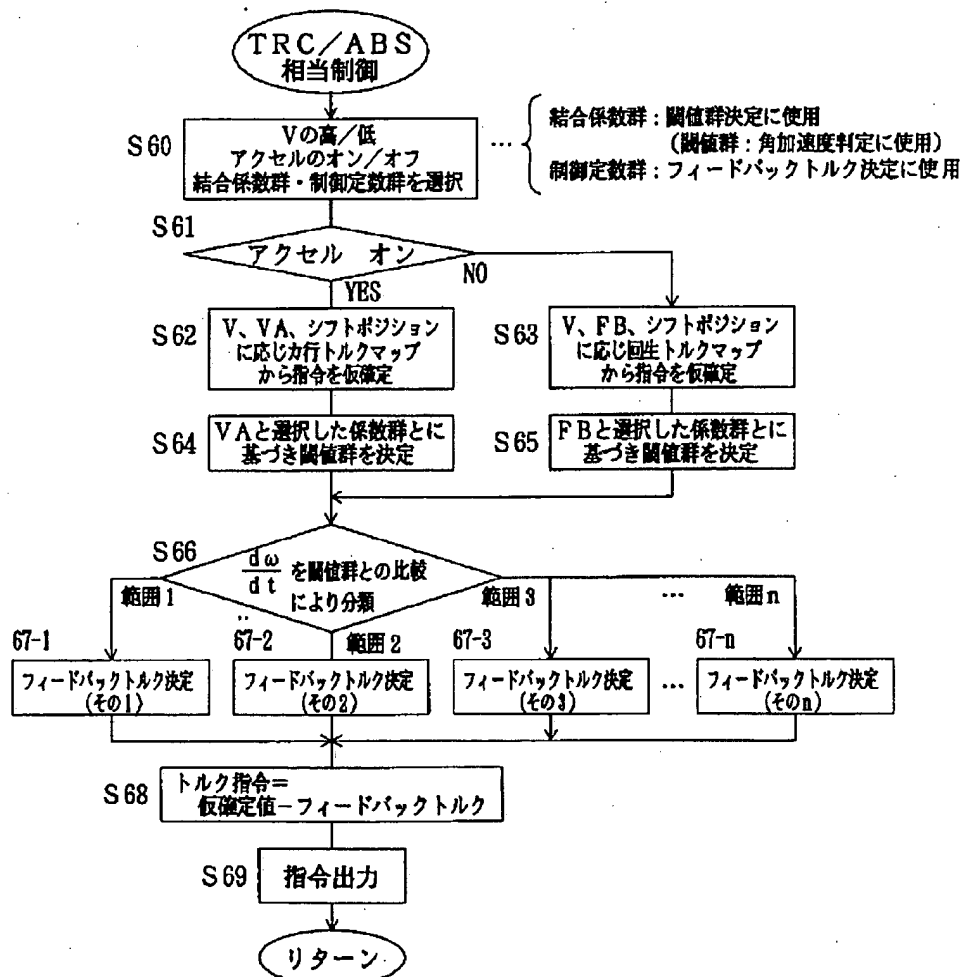 TRC/ABS
相当制御
S60
Vの高/低
アクセルのオン/オフ
結合係数群・制御定数群を選択
…
結合係数群:閾値群決定に使用
(閾値群:角加速度判定に使用)
制御定数群:フィードバックトルク決定に使用
S61
アクセル オン
NO
YES
S62
V、VA、シフトポジション
に応じ力行トルクマップ
から指令を仮確定
S63
V、FB、シフトポジション
に応じ回生トルクマップ
から指令を仮確定
S64
VAと選択した係数群とに
基づき閾値群を決定
S65
FBと選択した係数群とに
基づき閾値群を決定
S66
dω
dt
を閾値群との比較
により分類
範囲1
範囲2
範囲3
…
範囲n
67-1
フィードバックトルク決定
(その1)
67-2
フィードバックトルク決定
(その2)
67-3
フィードバックトルク決定
(その3)
…
67-n
フィードバックトルク決定
(そのn)
S68
トルク指令=
仮確定値-フィードバックトルク
S69
指令出力
リターン